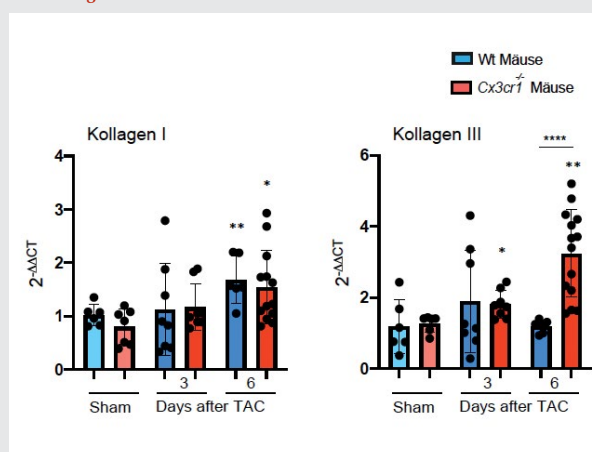 Wt Mäuse
Cx3cr1-/- Mäuse
Kollagen I
4
3
2
1
0
2-ΔΔCT
**
*
3
6
Sham
Days after TAC
Kollagen III
6
4
2
0
2-ΔΔCT
*
****
**
3
6
Sham
Days after TAC